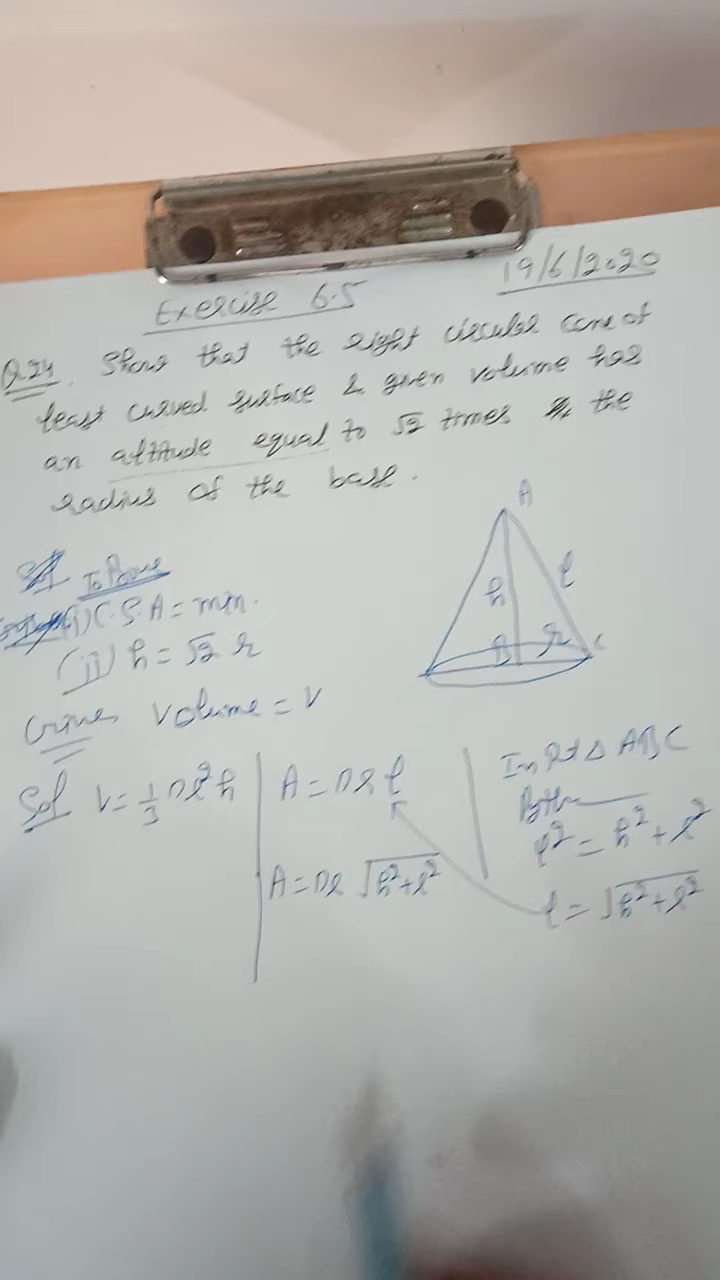 19/6/2020
Exercise 6.5
Q.24. Show that the right circular cone of
least curved surface & given volume has
an altitude equal to √2 times the
radius of the base.
To Prove
(i) C.S.A = min.
(ii) h = √2 r
Given Volume = V
A
h
l
B
r
C
Sol V = 1/3 πr²h
A = πrl
A = πr √h²+r²
In Rt Δ ABC
Pyth
l² = h² + r²
l = √h²+r²